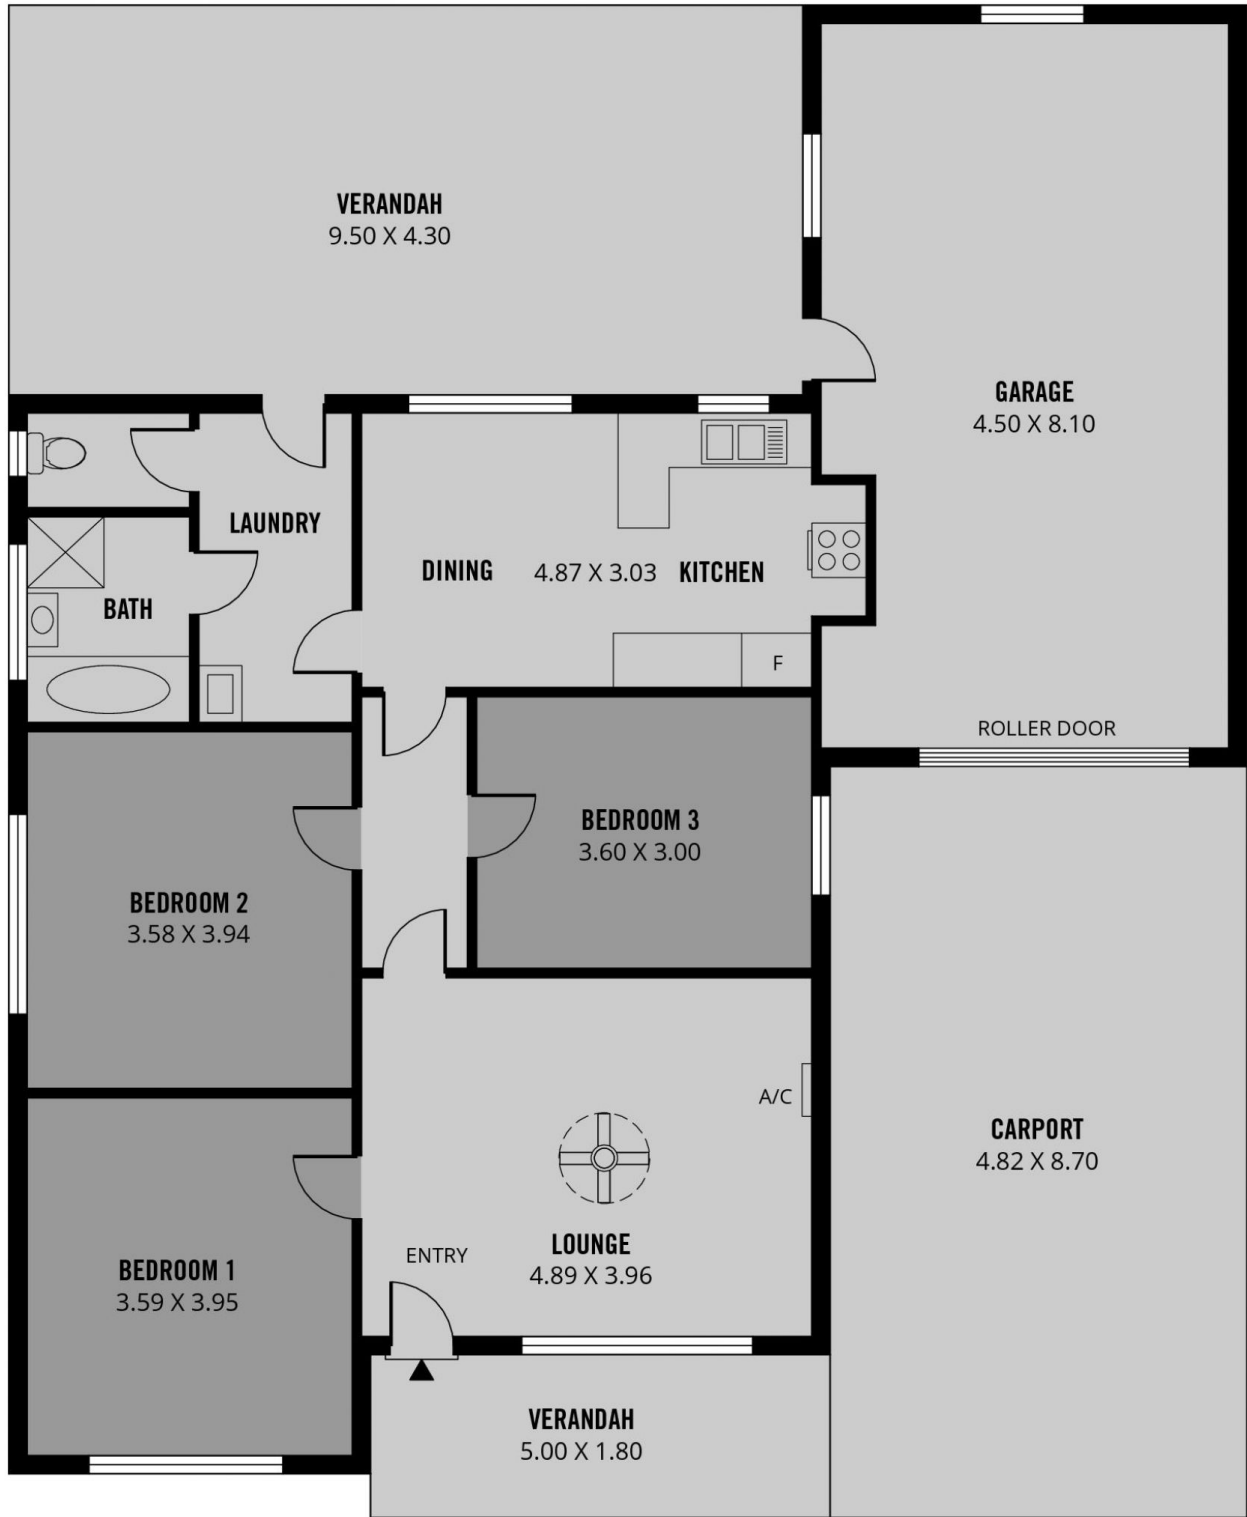 VERANDAH
9.50 X 4.30
GARAGE
4.50 X 8.10
LAUNDRY
DINING 4.87 X 3.03 KITCHEN
BATH
F
ROLLER DOOR
BEDROOM 3
3.60 X 3.00
BEDROOM 2
3.58 X 3.94
A/C
CARPORT
4.82 X 8.70
ENTRY
LOUNGE
4.89 X 3.96
BEDROOM 1
3.59 X 3.95
VERANDAH
5.00 X 1.80